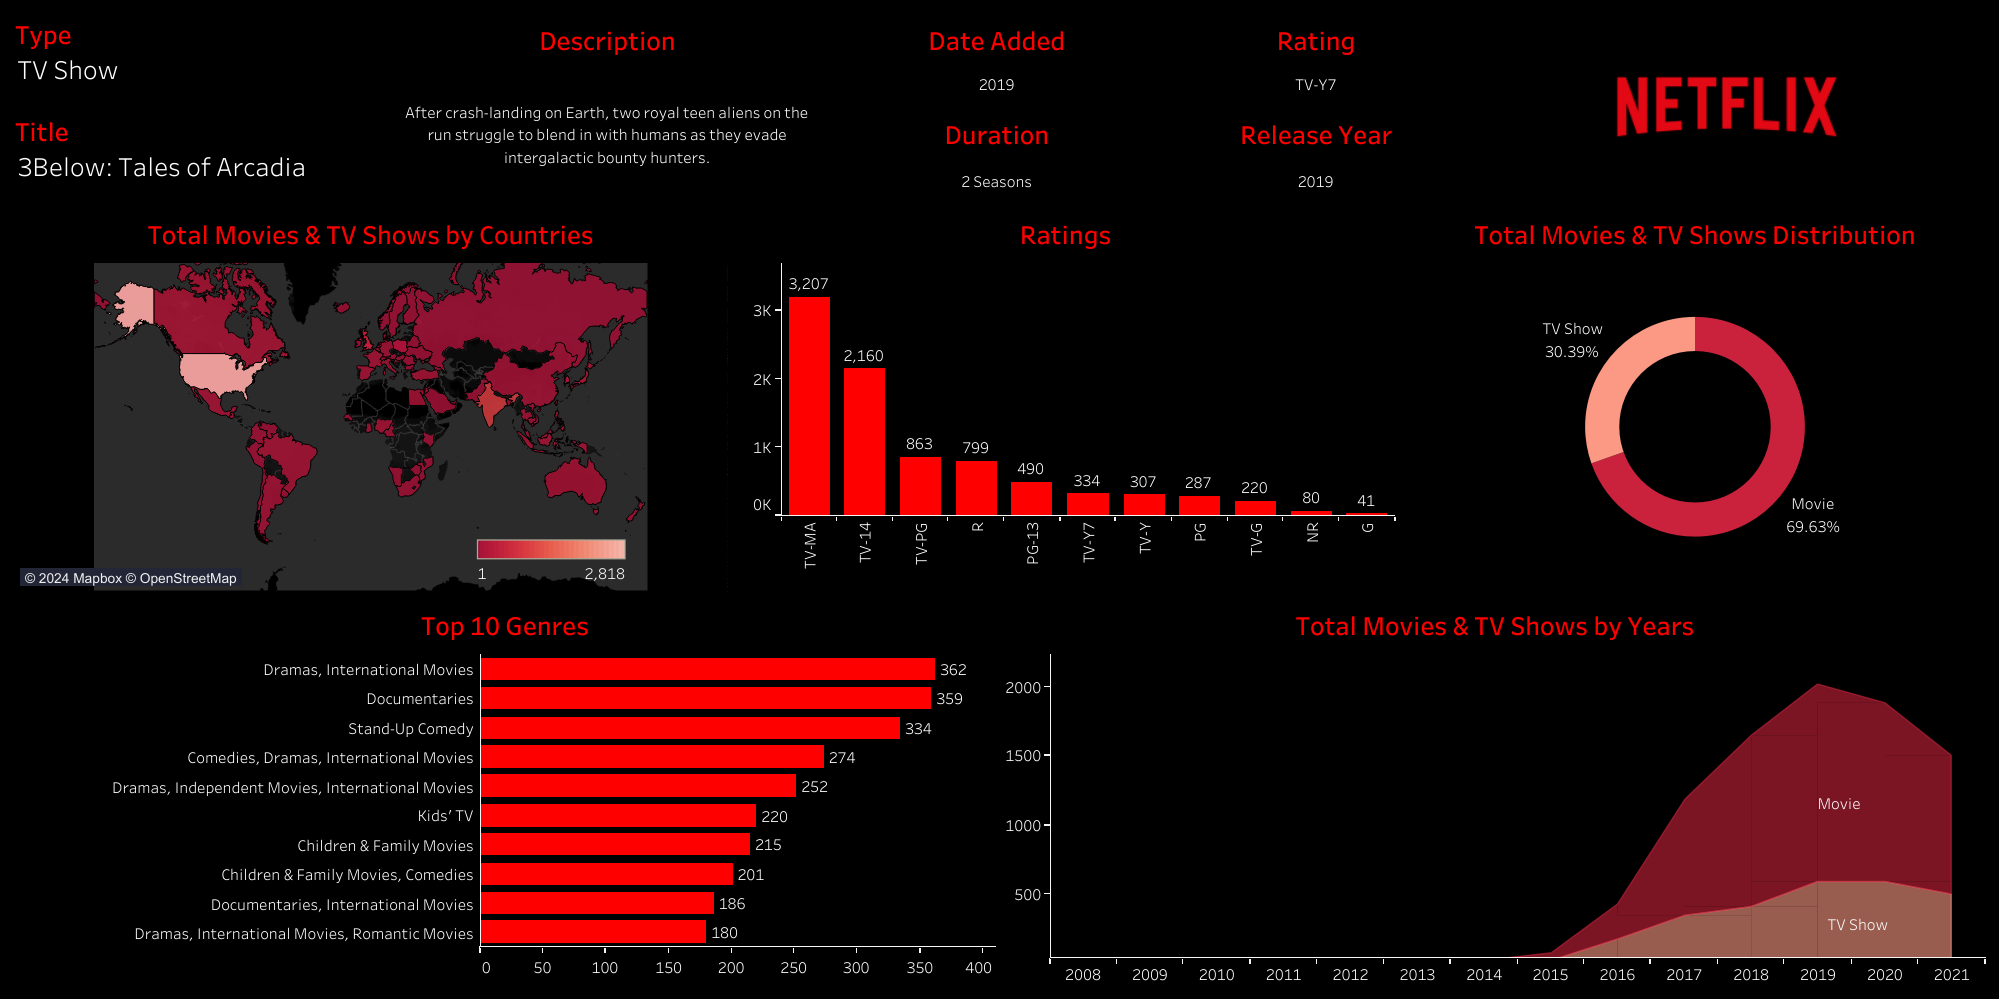 Type
TV Show
Title
3Below: Tales of Arcadia
Description
After crash-landing on Earth, two royal teen aliens on the
run struggle to blend in with humans as they evade
intergalactic bounty hunters.
Date Added
2019
Duration
2 Seasons
Rating
TV-Y7
Release Year
2019
NETFLIX
Total Movies & TV Shows by Countries
1
2,818
© 2024 Mapbox © OpenStreetMap
Ratings
3K
2K
1K
0K
3,207
2,160
863
799
490
334
307
287
220
80
41
TV-MA
TV-14
TV-PG
R
PG-13
TV-Y7
TV-Y
PG
TV-G
NR
G
Total Movies & TV Shows Distribution
TV Show
30.39%
Movie
69.63%
Top 10 Genres
Dramas, International Movies 362
Documentaries 359
Stand-Up Comedy 334
Comedies, Dramas, International Movies 274
Dramas, Independent Movies, International Movies 252
Kids' TV 220
Children & Family Movies 215
Children & Family Movies, Comedies 201
Documentaries, International Movies 186
Dramas, International Movies, Romantic Movies 180
0 50 100 150 200 250 300 350 400
Total Movies & TV Shows by Years
2000
1500
1000
500
Movie
TV Show
2008 2009 2010 2011 2012 2013 2014 2015 2016 2017 2018 2019 2020 2021